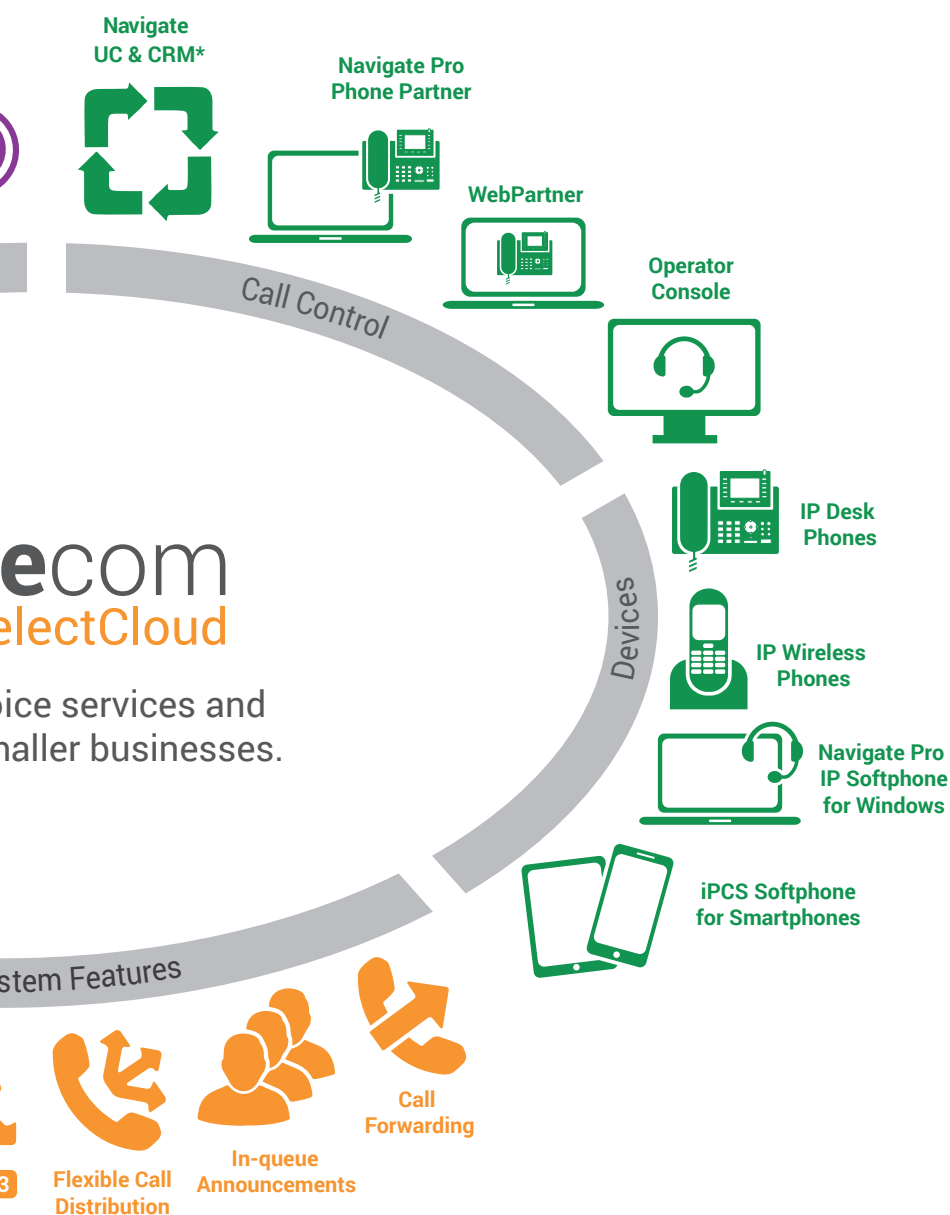 Navigate
UC & CRM*
Navigate Pro
Phone Partner
WebPartner
Operator
Console
Call Control
IP Desk
Phones
ecom
electCloud
Devices
IP Wireless
Phones
oice services and
maller businesses.
Navigate Pro
IP Softphone
for Windows
iPCS Softphone
for Smartphones
stem Features
Call
Forwarding
In-queue
Announcements
3
Flexible Call
Distribution